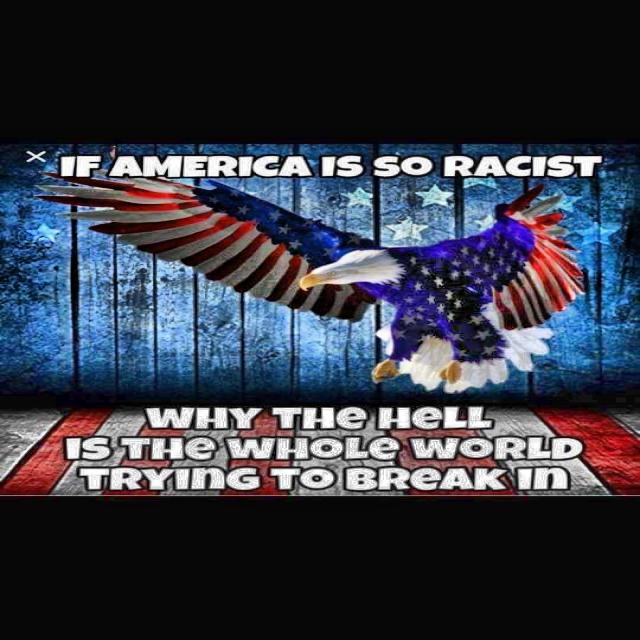 IF AMERICA IS SO RACIST
WHY THE HELL
IS THE WHOLE WORLD
TRYING TO BREAK IN